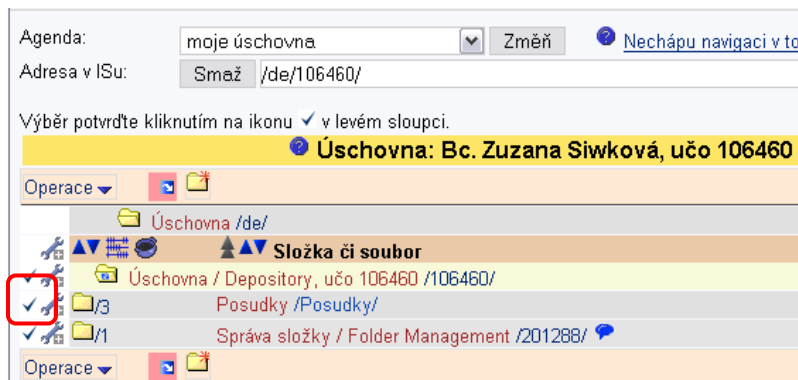 Agenda: moje úschovna Změň Nechápu navigaci v to
Adresa v ISu: Smaž /de/106460/
Výběr potvrďte kliknutím na ikonu v levém sloupci.
Úschovna: Bc. Zuzana Siwková, učo 106460
Operace
Úschovna /de/
Složka či soubor
Úschovna / Depository, učo 106460 /106460/
/3 Posudky /Posudky/
/1 Správa složky / Folder Management /201288/
Operace